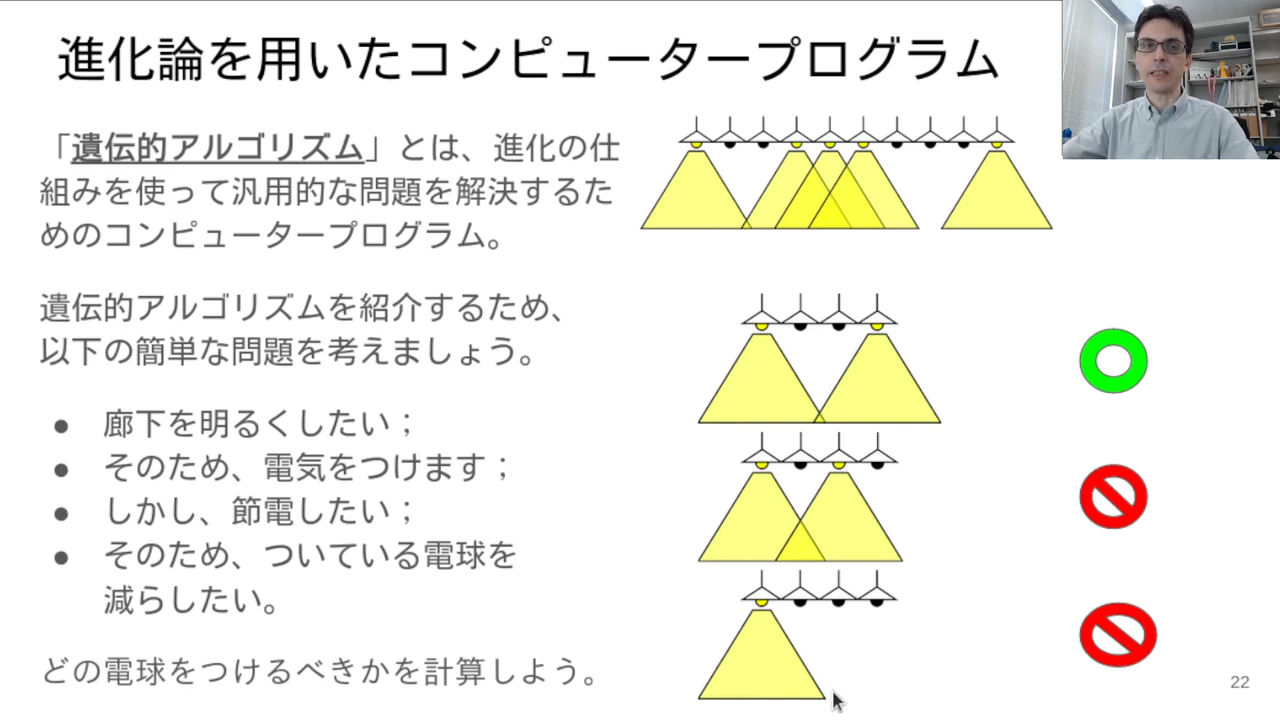 進化論を用いたコンピュータープログラム
「遺伝的アルゴリズム」とは、進化の仕
組みを使って汎用的な問題を解決するた
めのコンピュータープログラム。
遺伝的アルゴリズムを紹介するため、
以下の簡単な問題を考えましょう。
● 廊下を明るくしたい；
● そのため、電気をつけます；
● しかし、節電したい；
● そのため、ついている電球を
減らしたい。
どの電球をつけるべきかを計算しよう。
22